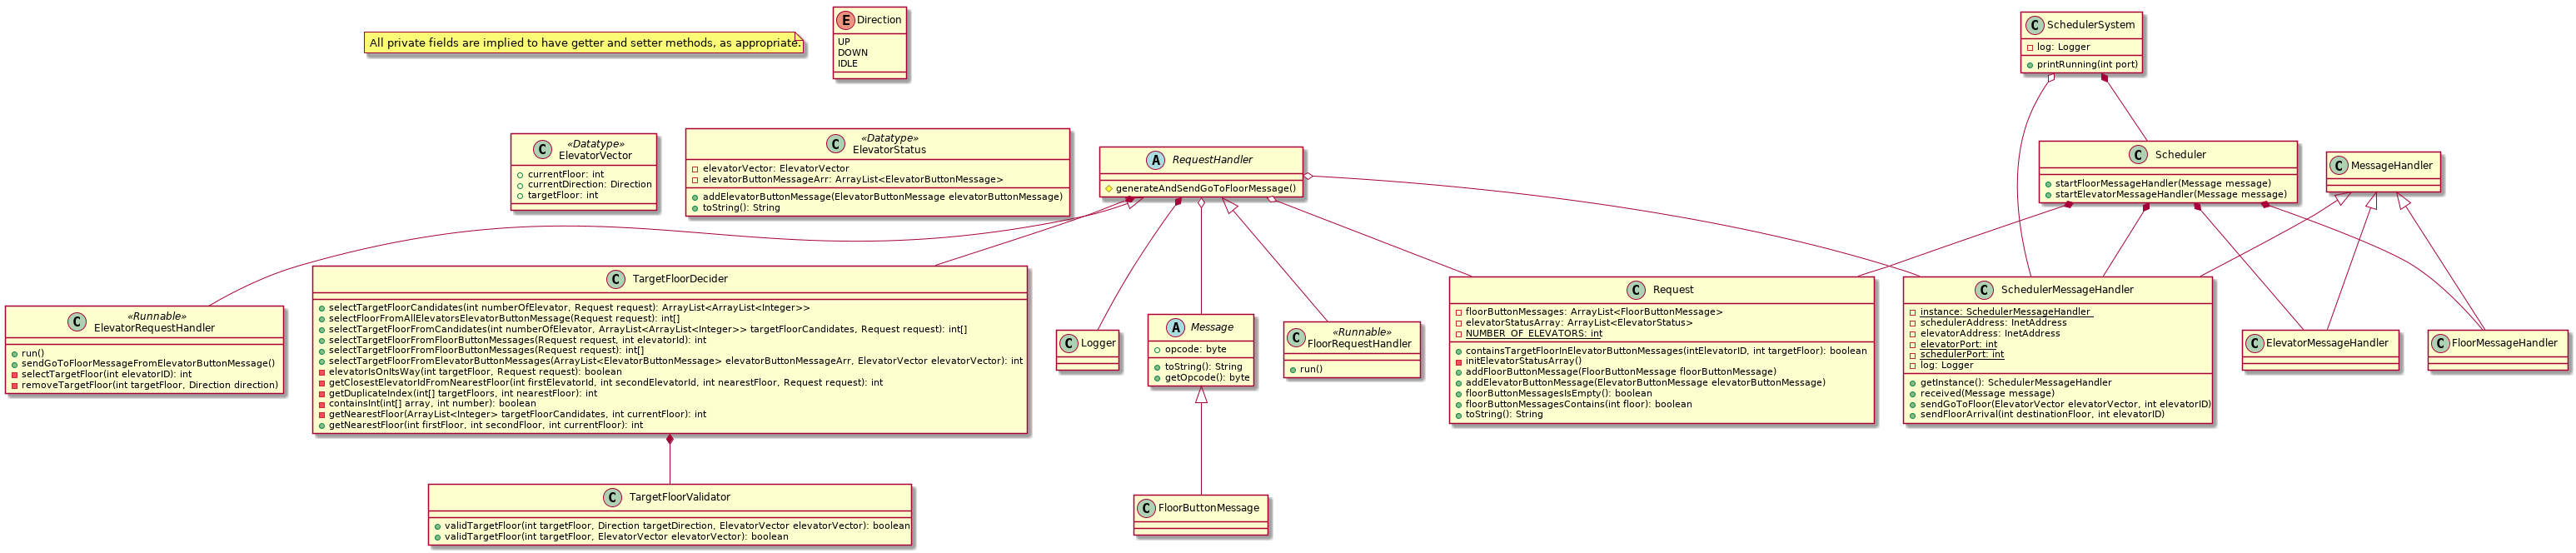 All private fields are implied to have getter and setter methods, as appropriate.
E Direction
UP
DOWN
IDLE
C SchedulerSystem
log: Logger
printRunning(int port)
C «Datatype»
ElevatorVector
currentFloor: int
currentDirection: Direction
targetFloor: int
C «Datatype»
ElevatorStatus
elevatorVector: ElevatorVector
elevatorButtonMessageArr: ArrayList<ElevatorButtonMessage>
addElevatorButtonMessage(ElevatorButtonMessage elevatorButtonMessage)
toString(): String
A RequestHandler
generateAndSendGoToFloorMessage()
C Scheduler
startFloorMessageHandler(Message message)
startElevatorMessageHandler(Message message)
C MessageHandler
C «Runnable»
ElevatorRequestHandler
run()
sendGoToFloorMessageFromElevatorButtonMessage()
selectTargetFloor(int elevatorID): int
removeTargetFloor(int targetFloor, Direction direction)
C TargetFloorDecider
selectTargetFloorCandidates(int numberOfElevator, Request request): ArrayList<ArrayList<Integer>>
selectFloorFromAllElevatorsElevatorButtonMessage(Request request): int[]
selectTargetFloorFromCandidates(int numberOfElevator, ArrayList<ArrayList<Integer>> targetFloorCandidates, Request request): int[]
selectTargetFloorFromFloorButtonMessages(Request request, int elevatorId): int
selectTargetFloorFromFloorButtonMessages(Request request): int[]
selectTargetFloorFromElevatorButtonMessages(ArrayList<ElevatorButtonMessage> elevatorButtonMessageArr, ElevatorVector elevatorVector): int
elevatorIsOnItsWay(int targetFloor, Request request): boolean
getClosestElevatorIdFromNearestFloor(int firstElevatorId, int secondElevatorId, int nearestFloor, Request request): int
getDuplicateIndex(int[] targetFloors, int nearestFloor): int
containsInt(int[] array, int number): boolean
getNearestFloor(ArrayList<Integer> targetFloorCandidates, int currentFloor): int
getNearestFloor(int firstFloor, int secondFloor, int currentFloor): int
C Logger
A Message
opcode: byte
toString(): String
getOpcode(): byte
C «Runnable»
FloorRequestHandler
run()
C Request
floorButtonMessages: ArrayList<FloorButtonMessage>
elevatorStatusArray: ArrayList<ElevatorStatus>
NUMBER_OF_ELEVATORS: int
containsTargetFloorInElevatorButtonMessages(intElevatorID, int targetFloor): boolean
initElevatorStatusArray()
addFloorButtonMessage(FloorButtonMessage floorButtonMessage)
addElevatorButtonMessage(ElevatorButtonMessage elevatorButtonMessage)
floorButtonMessagesIsEmpty(): boolean
floorButtonMessagesContains(int floor): boolean
toString(): String
C SchedulerMessageHandler
instance: SchedulerMessageHandler
schedulerAddress: InetAddress
elevatorAddress: InetAddress
elevatorPort: int
schedulerPort: int
log: Logger
getInstance(): SchedulerMessageHandler
received(Message message)
sendGoToFloor(ElevatorVector elevatorVector, int elevatorID)
sendFloorArrival(int destinationFloor, int elevatorID)
C ElevatorMessageHandler
C FloorMessageHandler
C TargetFloorValidator
validTargetFloor(int targetFloor, Direction targetDirection, ElevatorVector elevatorVector): boolean
validTargetFloor(int targetFloor, ElevatorVector elevatorVector): boolean
C FloorButtonMessage